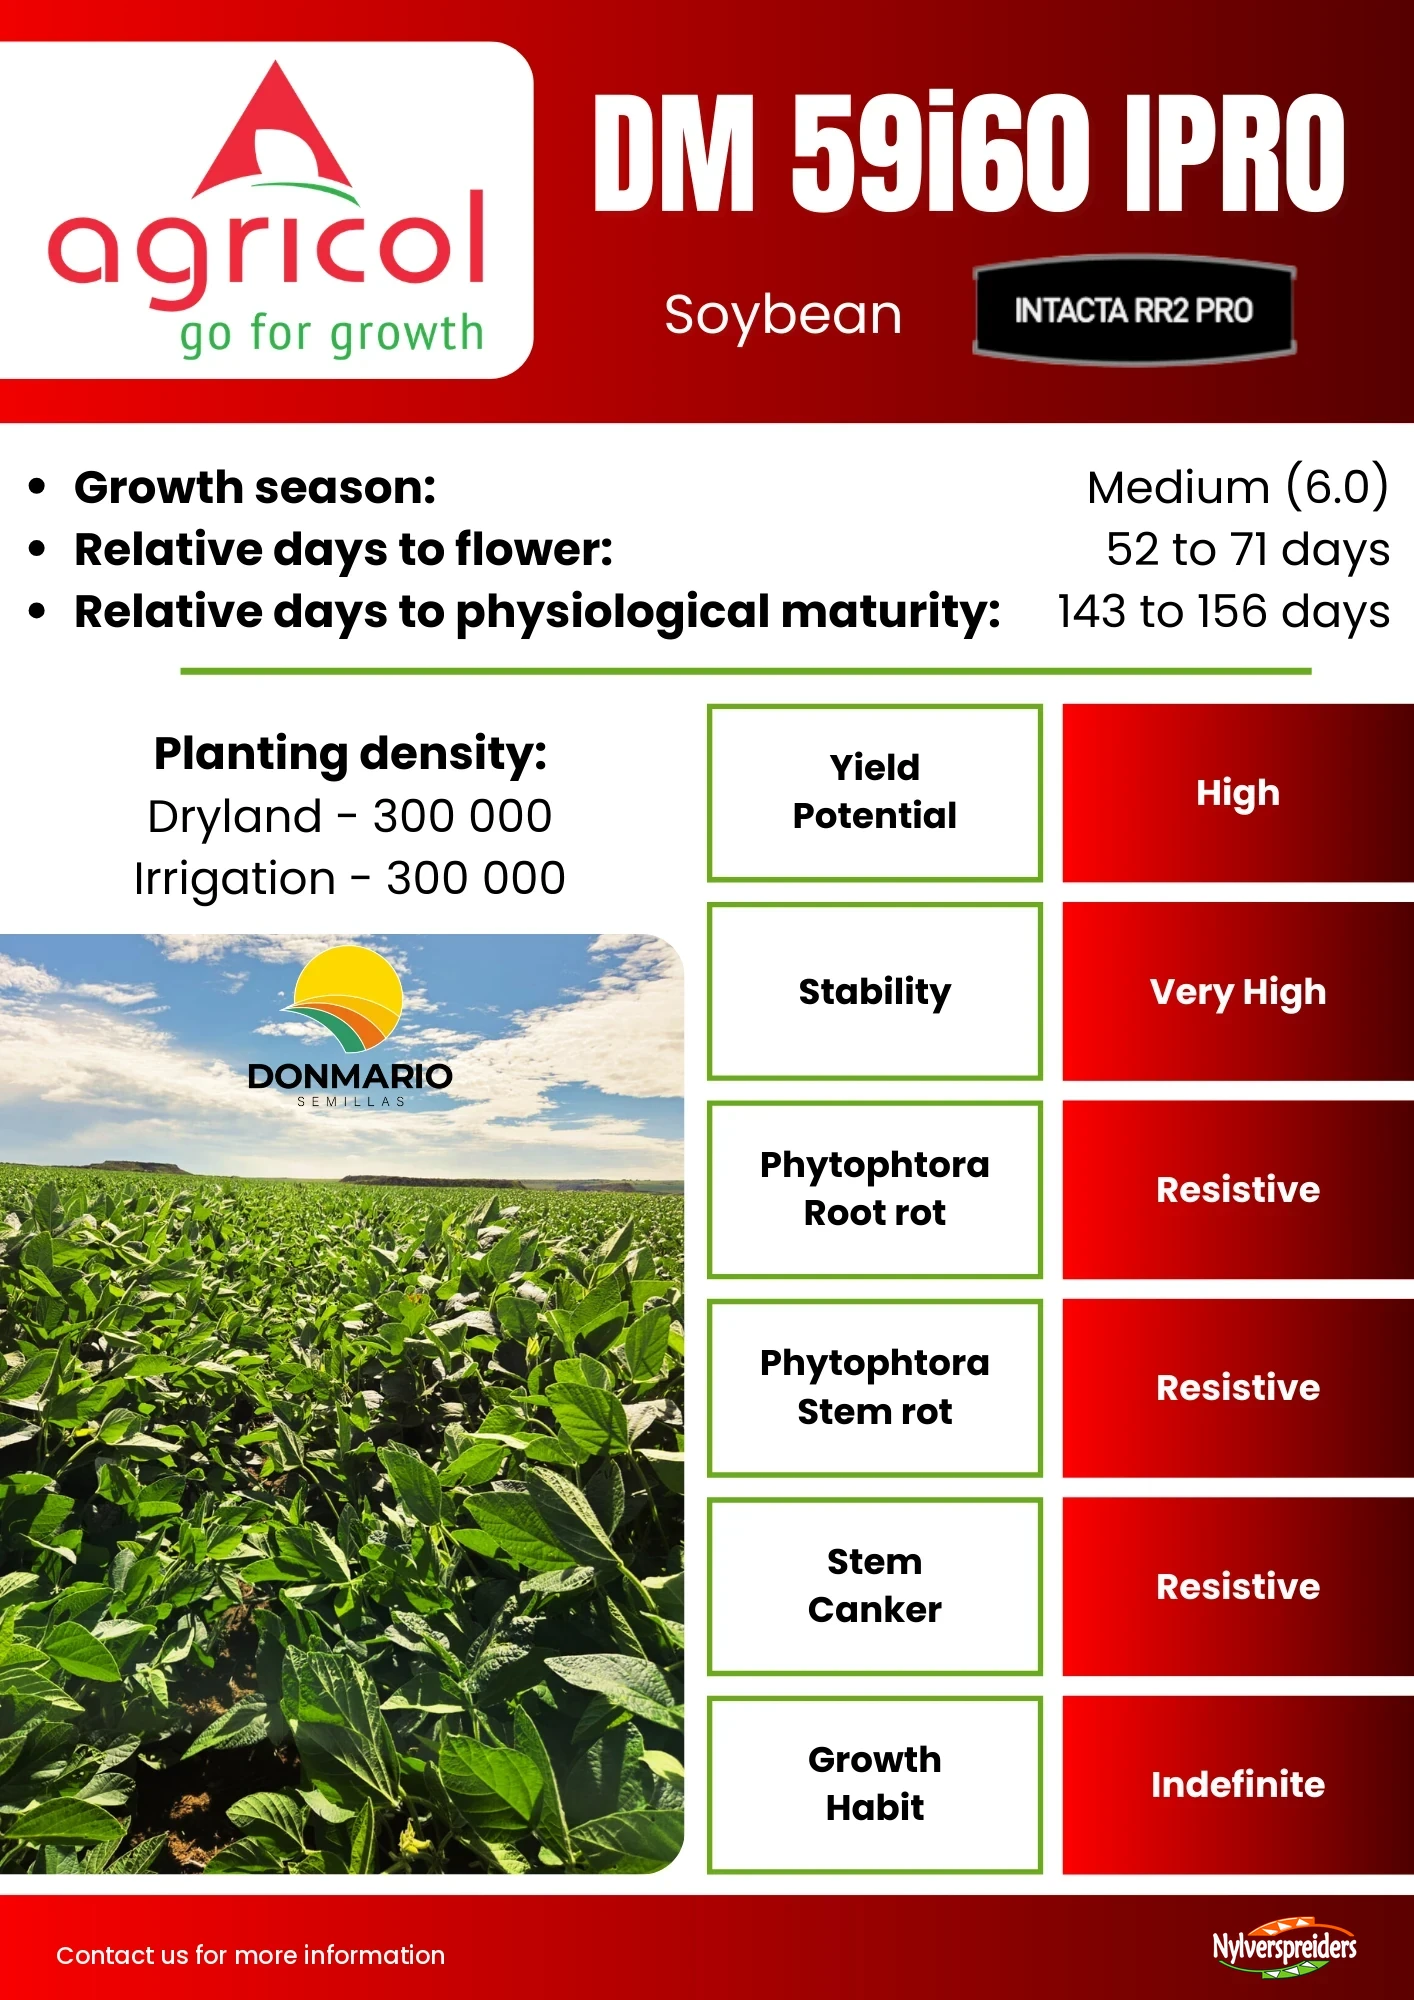 agricol
go for growth
DM 59i60 IPRO
Soybean
INTACTA RR2 PRO
• Growth season: Medium (6.0)
• Relative days to flower: 52 to 71 days
• Relative days to physiological maturity: 143 to 156 days
Planting density:
Dryland - 300 000
Irrigation - 300 000
DONMARIO
SEMILLAS
Yield
Potential
High
Stability
Very High
Phytophtora
Root rot
Resistive
Phytophtora
Stem rot
Resistive
Stem
Canker
Resistive
Growth
Habit
Indefinite
Contact us for more information
Nylverspreiders